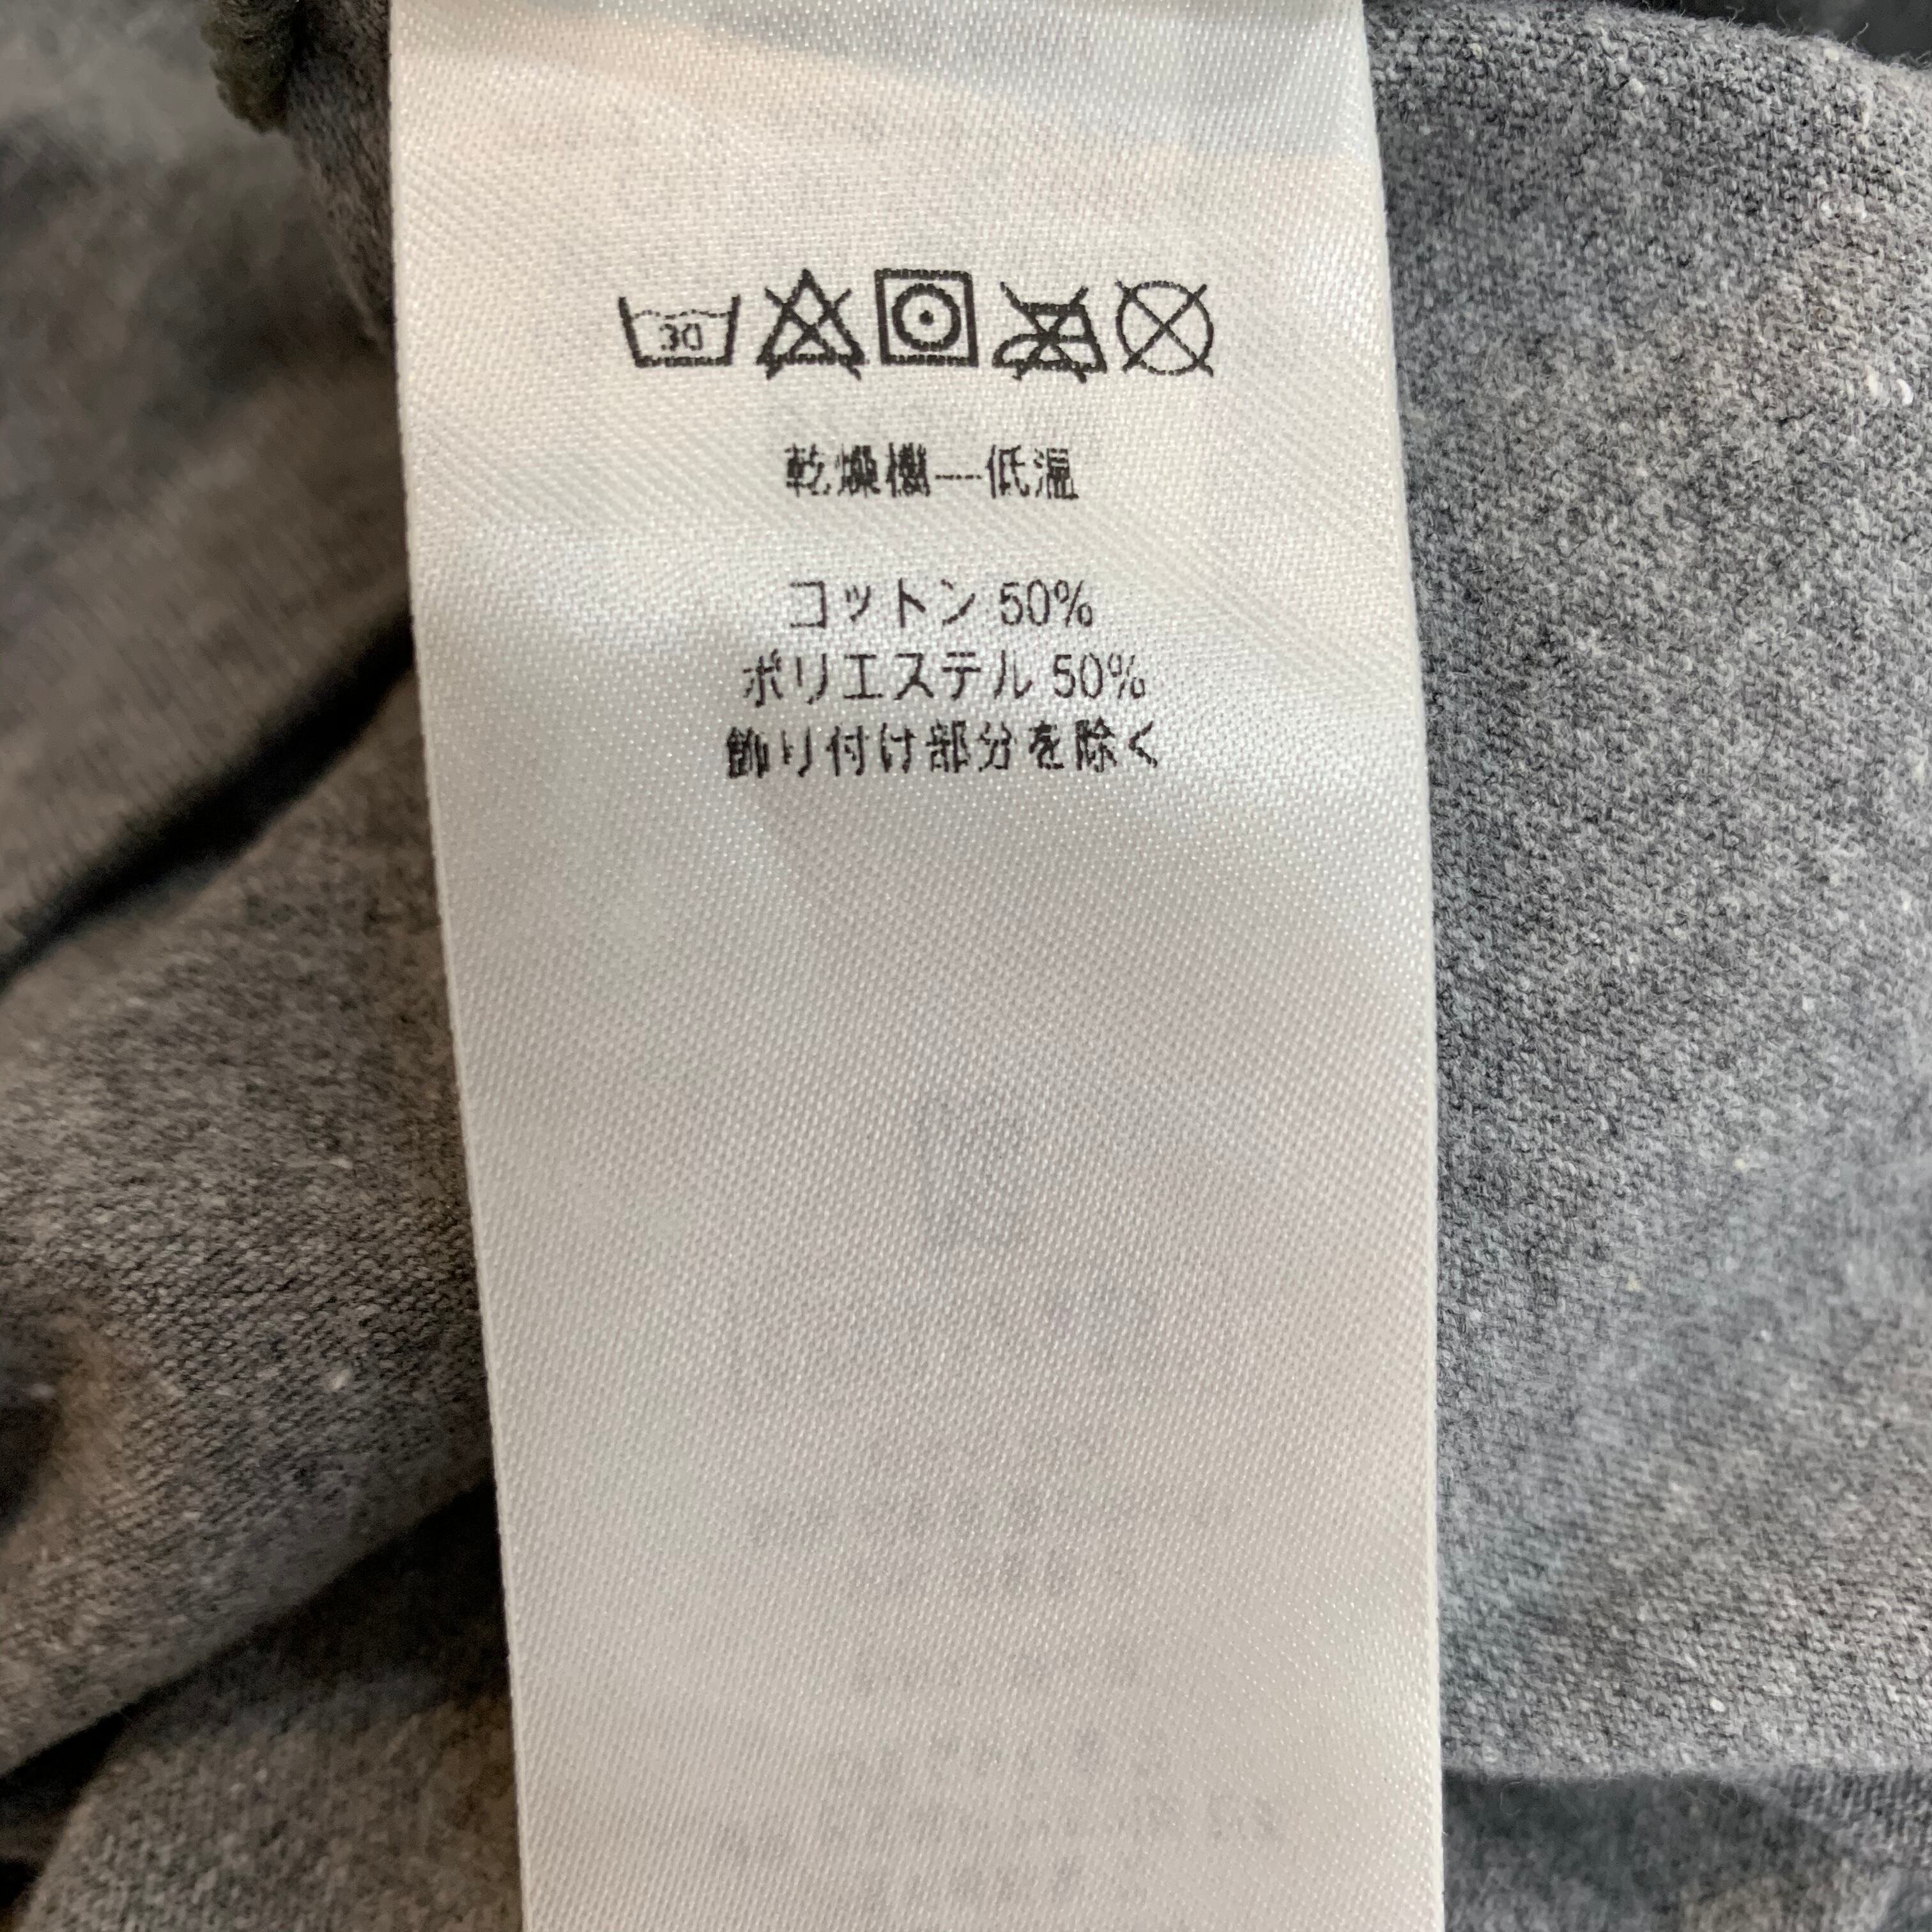 30
乾燥機—低温
コットン 50%
ポリエステル 50%
飾り付け部分を除く